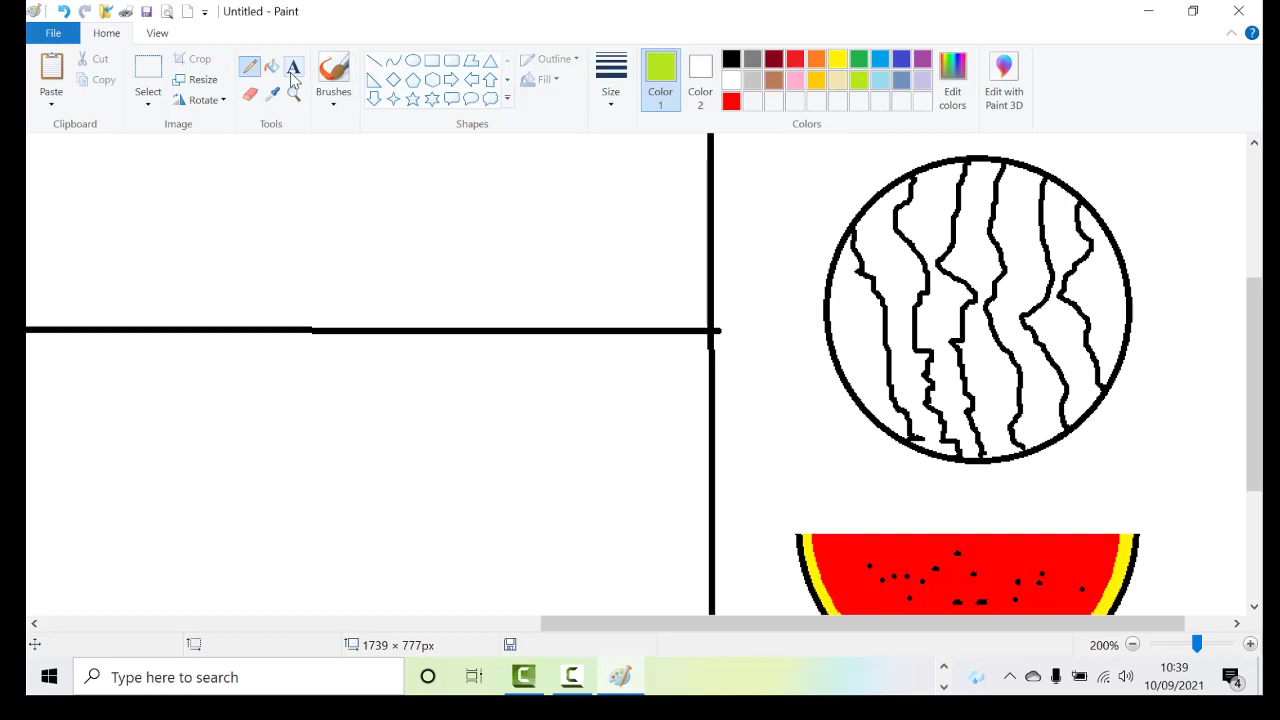 Untitled - Paint
File
Home
View
Paste
Cut
Copy
Clipboard
Select
Crop
Resize
Rotate
Image
A
Tools
Brushes
Outline
Fill
Shapes
Size
Color
1
Color
2
Edit
colors
Colors
Edit with
Paint 3D
1739 × 777px
200%
Type here to search
10:39
10/09/2021
4